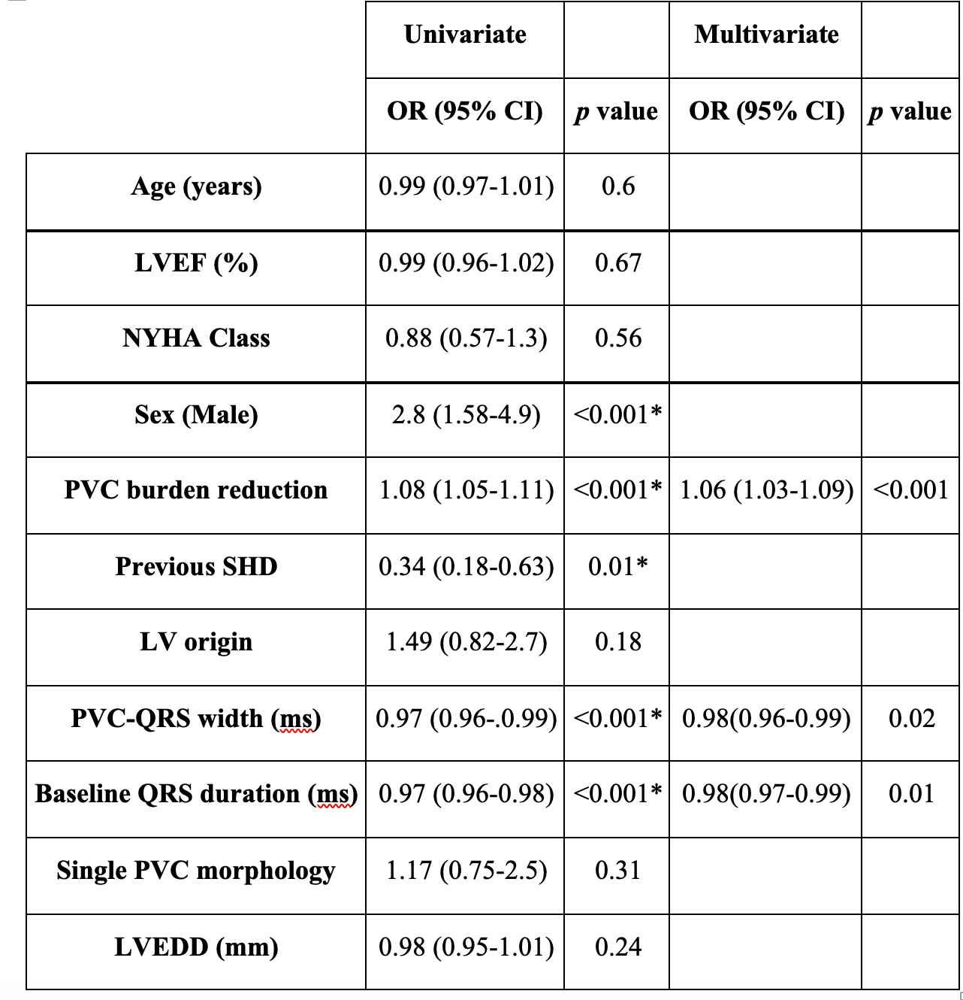 Univariate Multivariate
OR (95% CI) p value OR (95% CI) p value
Age (years) 0.99 (0.97-1.01) 0.6
LVEF (%) 0.99 (0.96-1.02) 0.67
NYHA Class 0.88 (0.57-1.3) 0.56
Sex (Male) 2.8 (1.58-4.9) <0.001*
PVC burden reduction 1.08 (1.05-1.11) <0.001* 1.06 (1.03-1.09) <0.001
Previous SHD 0.34 (0.18-0.63) 0.01*
LV origin 1.49 (0.82-2.7) 0.18
PVC-QRS width (ms) 0.97 (0.96-.0.99) <0.001* 0.98(0.96-0.99) 0.02
Baseline QRS duration (ms) 0.97 (0.96-0.98) <0.001* 0.98(0.97-0.99) 0.01
Single PVC morphology 1.17 (0.75-2.5) 0.31
LVEDD (mm) 0.98 (0.95-1.01) 0.24